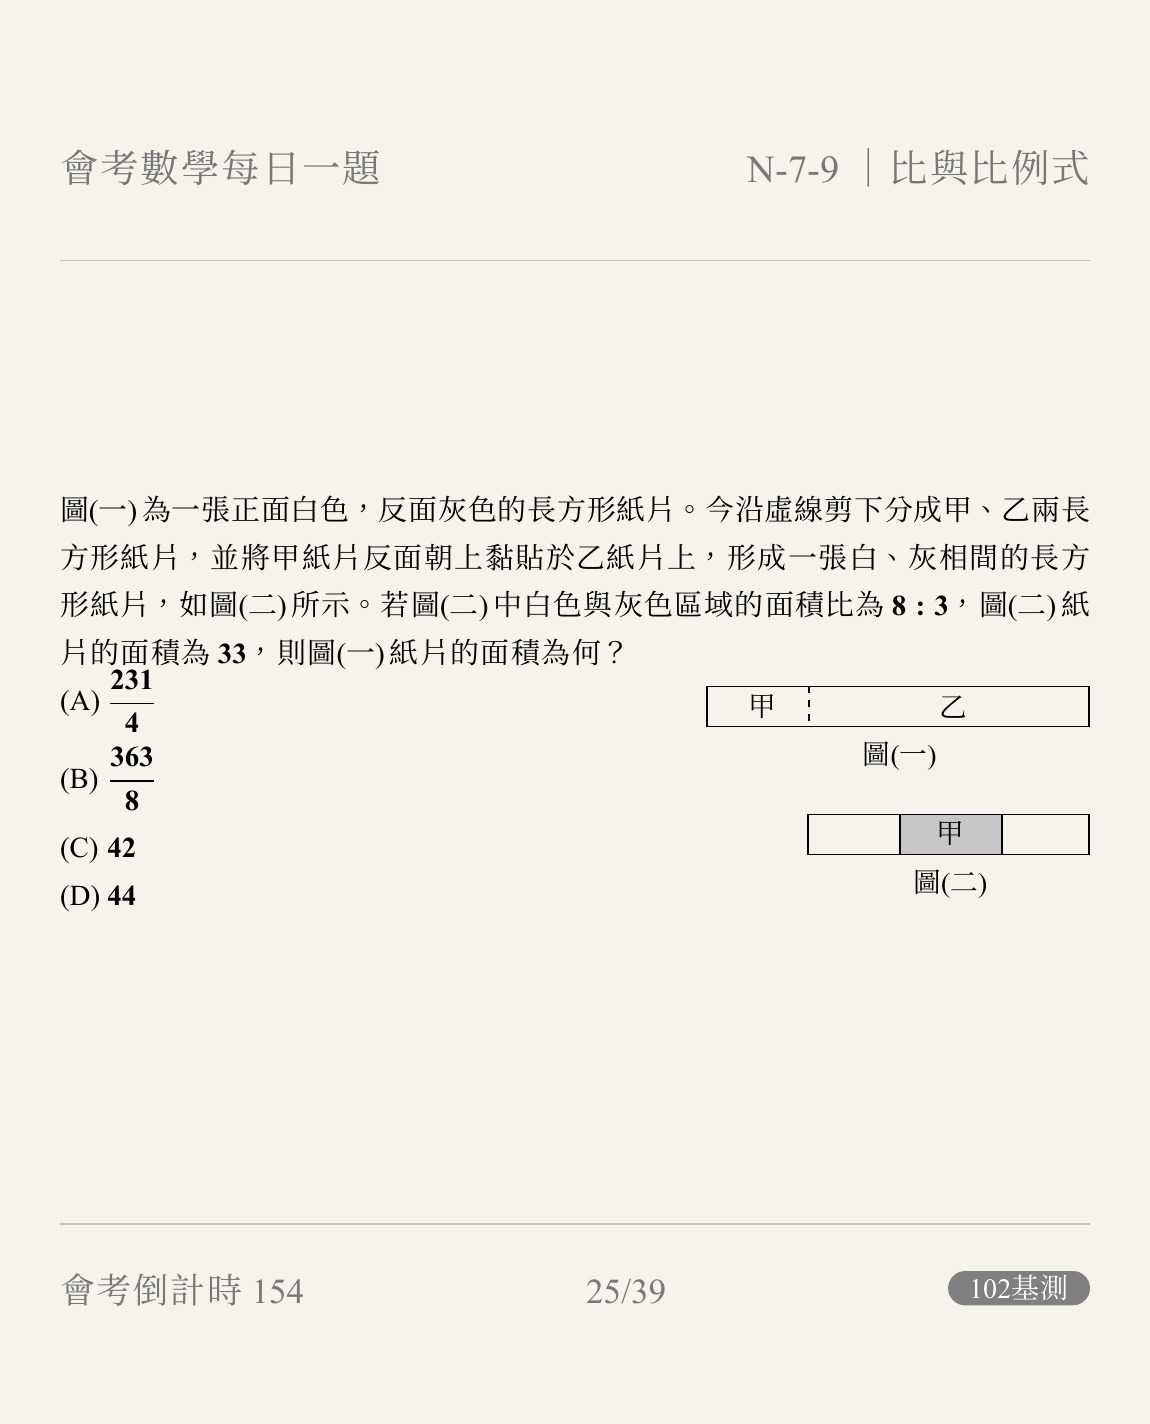 會考數學每日一題
N-7-9 | 比與比例式
圖(一)為一張正面白色，反面灰色的長方形紙片。今沿虛線剪下分成甲、乙兩長
方形紙片，並將甲紙片反面朝上黏貼於乙紙片上，形成一張白、灰相間的長方
形紙片，如圖(二)所示。若圖(二)中白色與灰色區域的面積比為 8 : 3，圖(二)紙
片的面積為 33，則圖(一)紙片的面積為何？
(A) 231/4
(B) 363/8
(C) 42
(D) 44
甲 乙
圖(一)
甲
圖(二)
會考倒計時 154
25/39
102基測